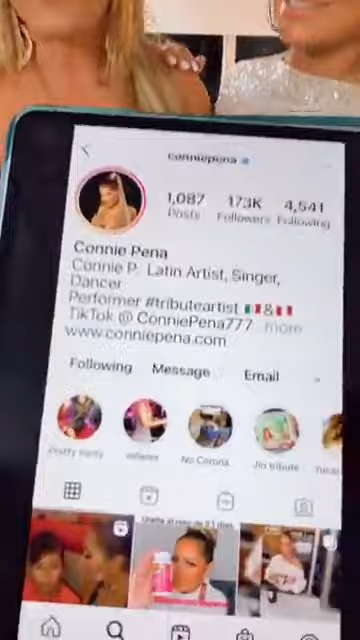 conniepena
1,087 173K 4,541
Posts Followers Following
Connie Pena
Connie P. Latin Artist, Singer,
Dancer
Performer #tributeartist &
TikTok @ ConniePena777 more
www.conniepena.com
Following Message Email
No Corona